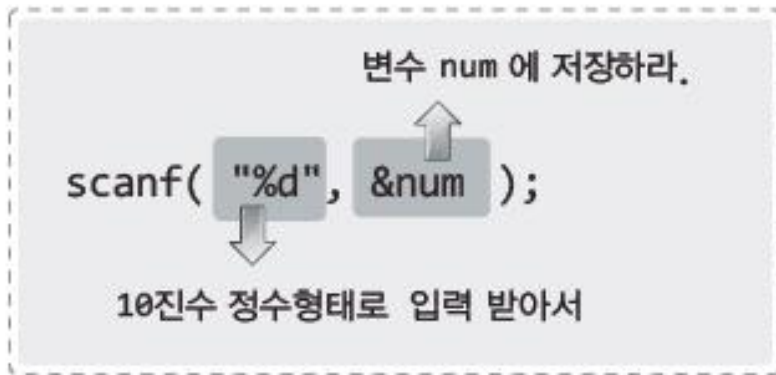 변수 num 에 저장하라.
scanf( "%d", &num );
10진수 정수형태로 입력 받아서